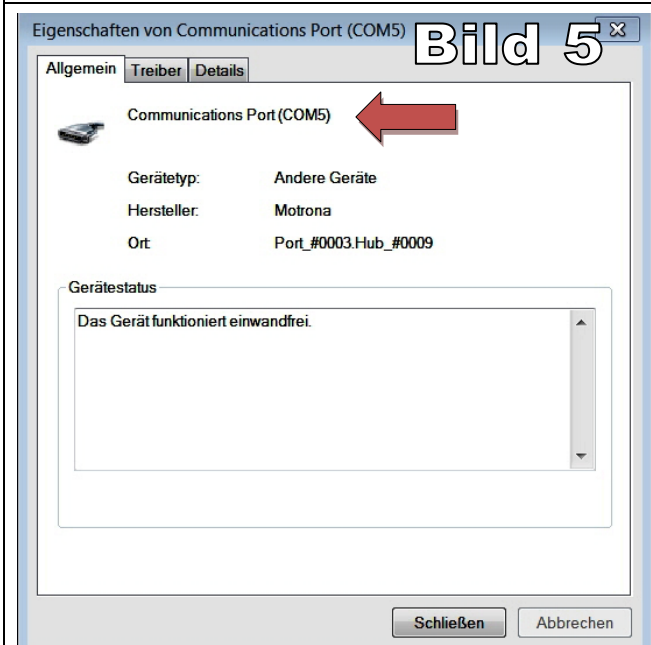 Eigenschaften von Communications Port (COM5)
Bild 5
Allgemein Treiber Details
Communications Port (COM5)
Gerätetyp: Andere Geräte
Hersteller: Motrona
Ort: Port_#0003.Hub_#0009
Gerätestatus
Das Gerät funktioniert einwandfrei.
Schließen Abbrechen